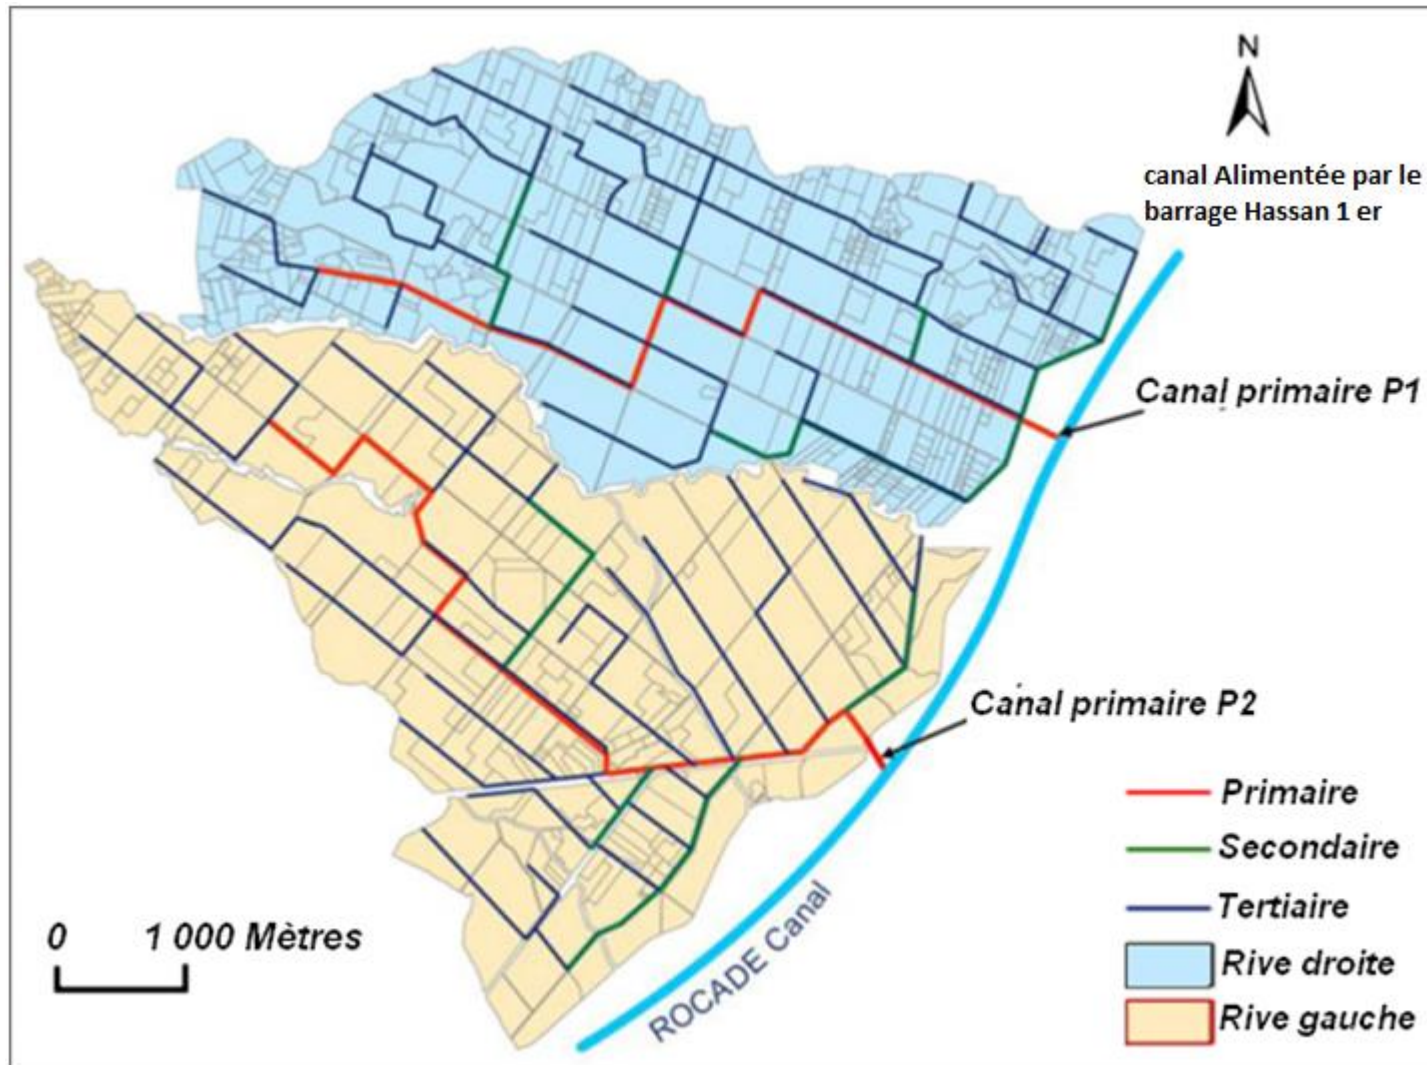 N
canal Alimentée par le
barrage Hassan 1 er
Canal primaire P1
Canal primaire P2
Primaire
Secondaire
Tertiaire
Rive droite
Rive gauche
0 1 000 Mètres
ROCADE Canal